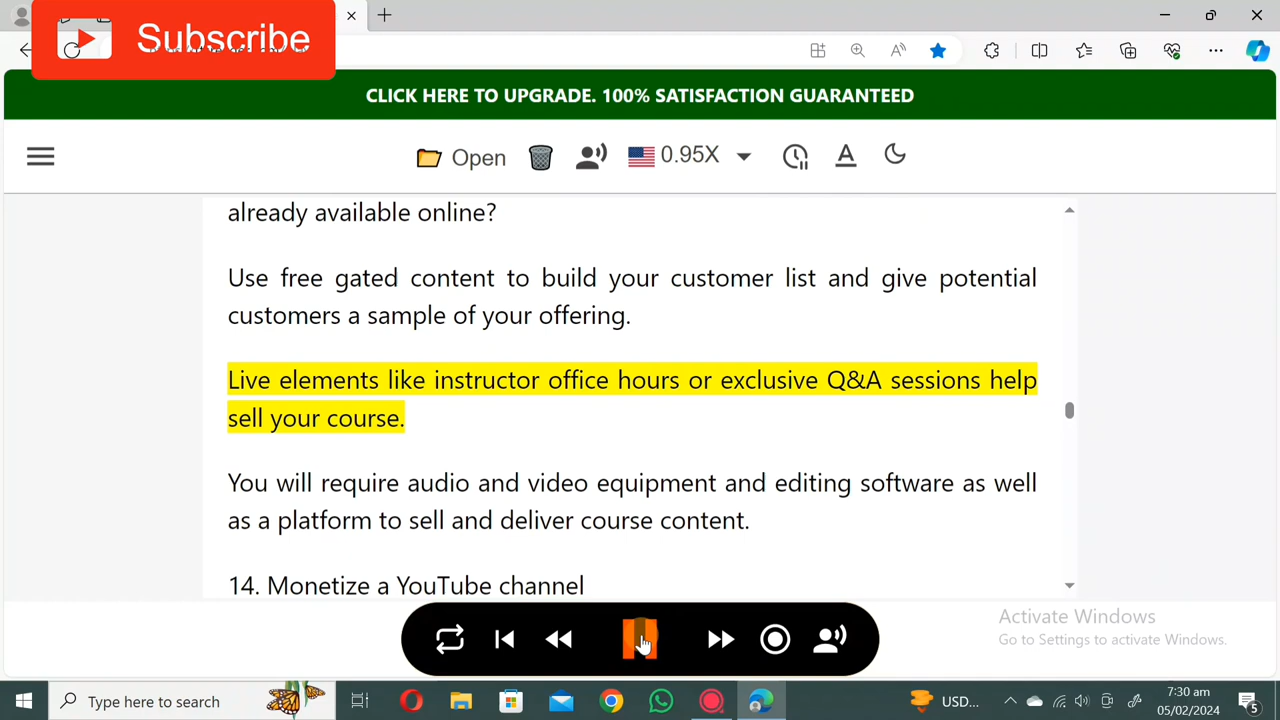 Subscribe
CLICK HERE TO UPGRADE. 100% SATISFACTION GUARANTEED
Open
0.95X
already available online?
Use free gated content to build your customer list and give potential
customers a sample of your offering.
Live elements like instructor office hours or exclusive Q&A sessions help
sell your course.
You will require audio and video equipment and editing software as well
as a platform to sell and deliver course content.
14. Monetize a YouTube channel
Activate Windows
Go to Settings to activate Windows.
Type here to search
USD...
7:30 am
05/02/2024
5